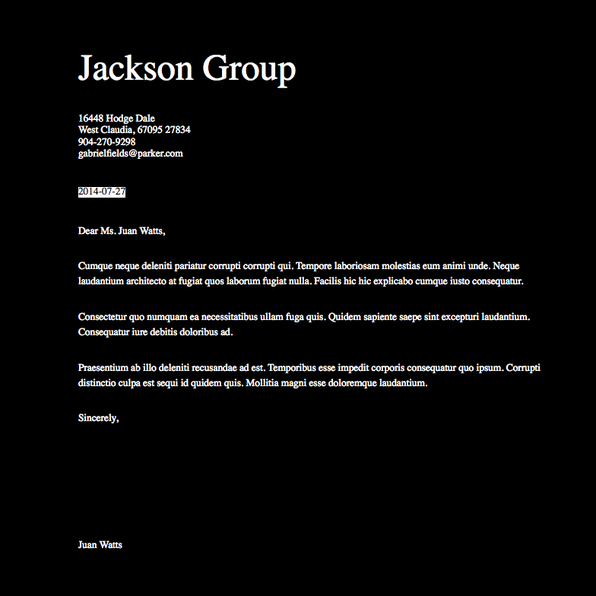 Jackson Group
16448 Hodge Dale
West Claudia, 67095 27834
904-270-9298
gabrielfields@parker.com
2014-07-27
Dear Ms. Juan Watts,
Cumque neque deleniti pariatur corrupti corrupti qui. Tempore laboriosam molestias eum animi unde. Neque
laudantium architecto at fugiat quos laborum fugiat nulla. Facilis hic hic explicabo cumque iusto consequatur.
Consectetur quo numquam ea necessitatibus ullam fuga quis. Quidem sapiente saepe sint excepturi laudantium.
Consequatur iure debitis doloribus ad.
Praesentium ab illo deleniti recusandae ad est. Temporibus esse impedit corporis consequatur quo ipsum. Corrupti
distinctio culpa est sequi id quidem quis. Mollitia magni esse doloremque laudantium.
Sincerely,
Juan Watts